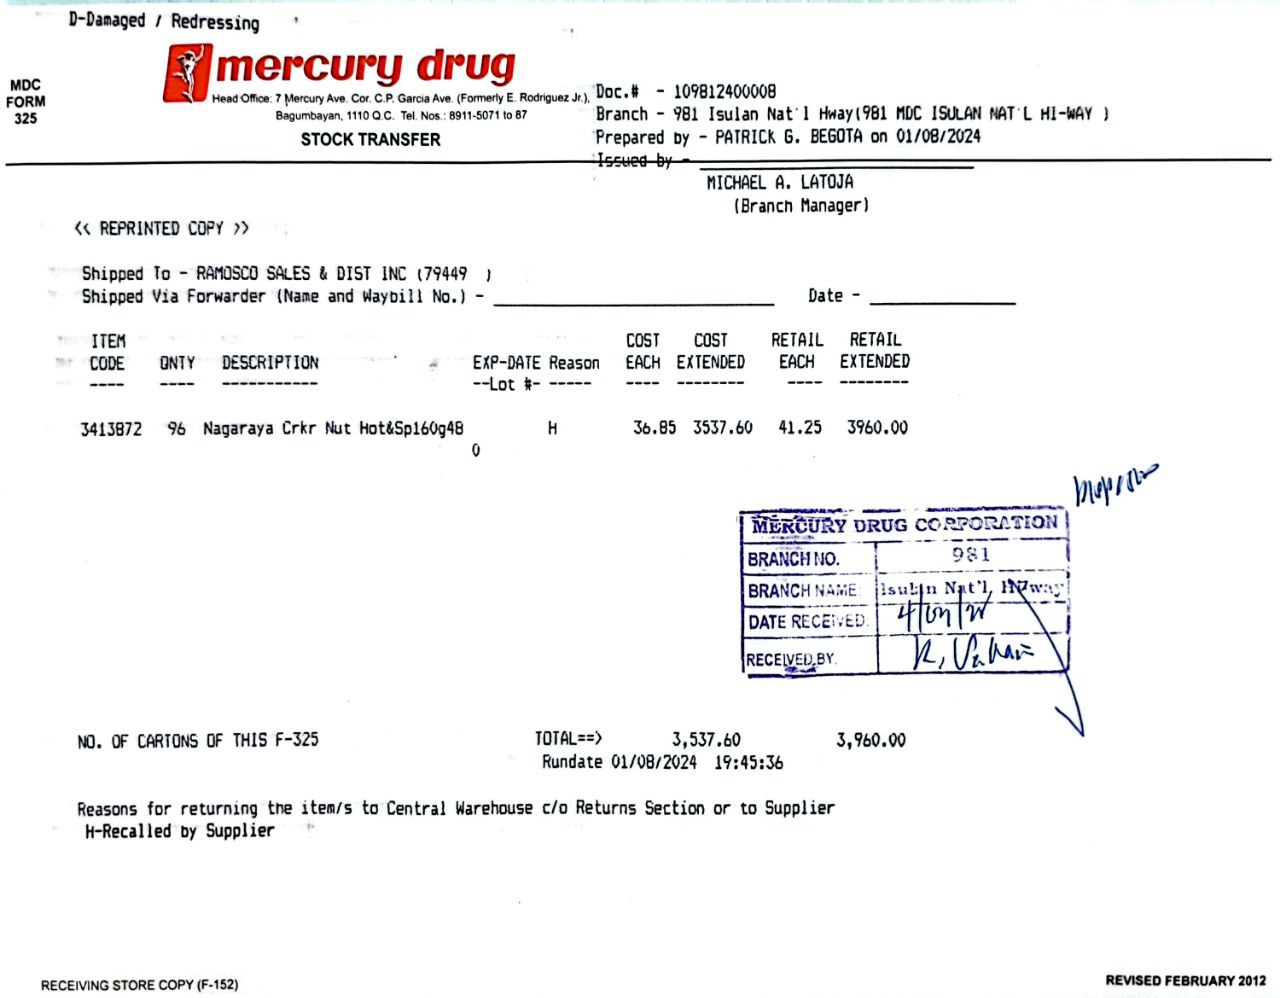 D-Damaged / Redressing
mercury drug
MDC
FORM
325
Head Office: 7 Mercury Ave. Cor. C.P. Garcia Ave. (Formerly E. Rodriguez Jr.),
Bagumbayan, 1110 Q.C. Tel. Nos.: 8911-5071 to 87
STOCK TRANSFER
Doc.# - 109812400008
Branch - 981 Isulan Nat'l Hway(981 MDC ISULAN NAT'L HI-WAY )
Prepared by - PATRICK G. BEGOTA on 01/08/2024
Issued by -
MICHAEL A. LATOJA
(Branch Manager)
<< REPRINTED COPY >>
Shipped To - RAMOSCO SALES & DIST INC (79449 )
Shipped Via Forwarder (Name and Waybill No.) - Date -
ITEM COST COST RETAIL RETAIL
CODE QNTY DESCRIPTION EXP-DATE Reason EACH EXTENDED EACH EXTENDED
---- ---- ----------- --Lot #- ----- ---- -------- ---- --------
3413872 96 Nagaraya Crkr Nut Hot&Sp160g48 H 36.85 3537.60 41.25 3960.00
0
MERCURY DRUG CORPORATION
BRANCH NO. 981
BRANCH NAME: Isulan Nat'l, Hi-way
DATE RECEIVED:
RECEIVED BY: R.
NO. OF CARTONS OF THIS F-325 TOTAL==> 3,537.60 3,960.00
Rundate 01/08/2024 19:45:36
Reasons for returning the item/s to Central Warehouse c/o Returns Section or to Supplier
H-Recalled by Supplier
RECEIVING STORE COPY (F-152)
REVISED FEBRUARY 2012